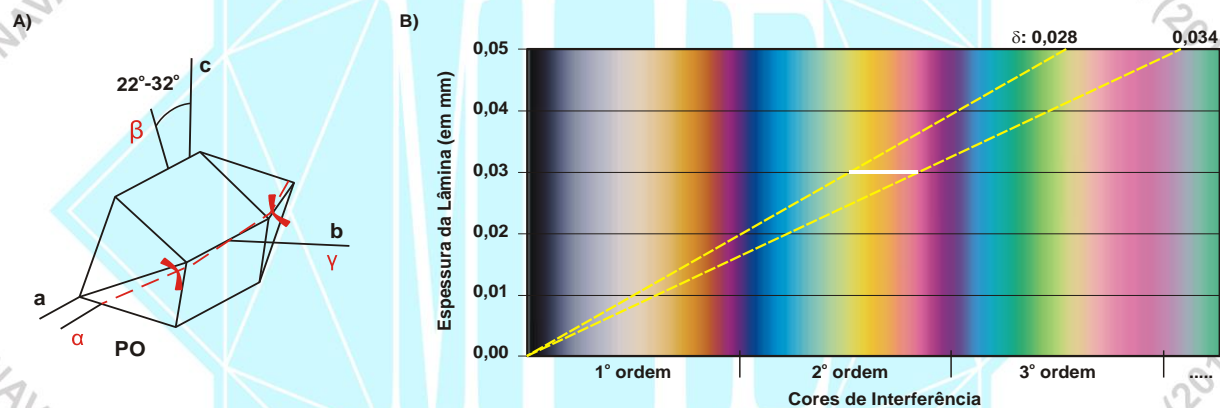 A)
c
22°-32°
β
b
γ
a
α
PO
B)
δ: 0,028
0,034
Espessura da Lâmina (em mm)
0,05
0,04
0,03
0,02
0,01
0,00
1° ordem
2° ordem
3° ordem
.....
Cores de Interferência